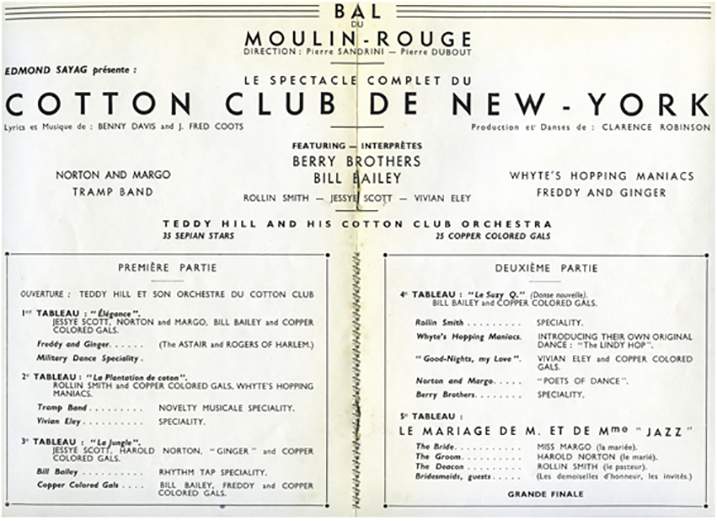 BAL
DU
MOULIN-ROUGE
DIRECTION : Pierre SANDRINI — Pierre DUBOUT
EDMOND SAYAG présente :
LE SPECTACLE COMPLET DU
COTTON CLUB DE NEW-YORK
Lyrics et Musique de : BENNY DAVIS and J. FRED COOTS
Production et Danses de : CLARENCE ROBINSON
FEATURING — INTERPRÈTES
BERRY BROTHERS
BILL BAILEY
NORTON AND MARGO
TRAMP BAND
WHYTE'S HOPPING MANIACS
FREDDY AND GINGER
ROLLIN SMITH — JESSYE SCOTT — VIVIAN ELEY
TEDDY HILL AND HIS COTTON CLUB ORCHESTRA
35 SEPIAN STARS
25 COPPER COLORED GALS
PREMIÈRE PARTIE
OUVERTURE : TEDDY HILL ET SON ORCHESTRE DU COTTON CLUB
1er TABLEAU : "Élégance".
JESSYE SCOTT, NORTON and MARGO, BILL BAILEY and COPPER
COLORED GALS.
Freddy and Ginger...... (The ASTAIR and ROGERS OF HARLEM.)
Military Dance Speciality .
2e TABLEAU : "La Plantation de coton".
ROLLIN SMITH and COPPER COLORED GALS, WHYTE'S HOPPING
MANIACS.
Tramp Band......... NOVELTY MUSICALE SPECIALITY.
Vivian Eley......... SPECIALITY.
3e TABLEAU : "La Jungle".
JESSYE SCOTT, HAROLD NORTON, "GINGER" and COPPER
COLORED GALS.
Bill Bailey......... RHYTHM TAP SPECIALITY.
Copper Colored Gals .... BILL BAILEY, FREDDY and COPPER
COLORED GALS.
DEUXIÈME PARTIE
4e TABLEAU : "Le Suzy Q." (Danse nouvelle).
BILL BAILEY and COPPER COLORED GALS.
Rollin Smith ......... SPECIALITY.
Whyte's Hopping Maniacs. INTRODUCING THEIR OWN ORIGINAL
DANCE : "The LINDY HOP".
"Good-Nights, my Love". VIVIAN ELEY and COPPER COLORED
GALS.
Norton and Margo..... "POETS OF DANCE".
Berry Brothers........ SPECIALITY.
5e TABLEAU :
LE MARIAGE DE M. ET DE Mme "JAZZ"
The Bride........... MISS MARGO (la mariée).
The Groom.......... HAROLD NORTON (le marié).
The Deacon......... ROLLIN SMITH (le pasteur).
Bridesmaids, guests..... (Les demoiselles d'honneur, les invités.)
GRANDE FINALE